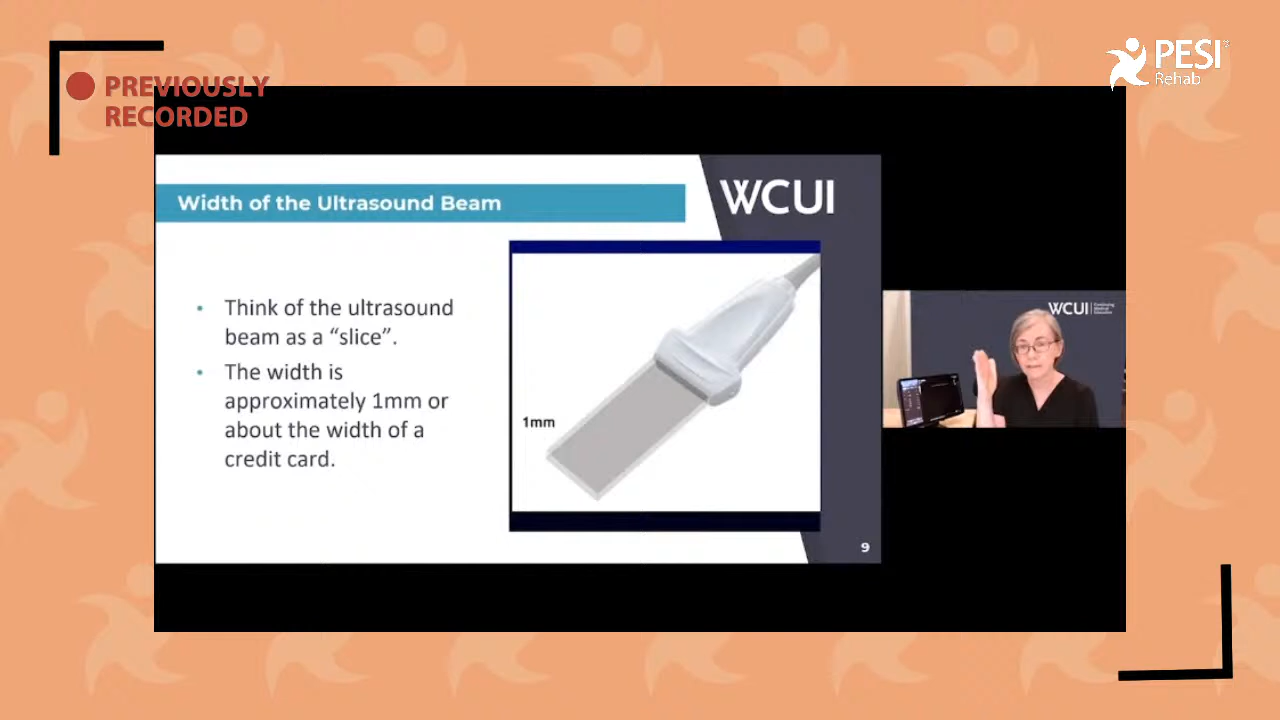 PREVIOUSLY
RECORDED
PESI
Rehab
Width of the Ultrasound Beam
WCUI
• Think of the ultrasound
beam as a “slice”.
• The width is
approximately 1mm or
about the width of a
credit card.
1mm
9
WCUI